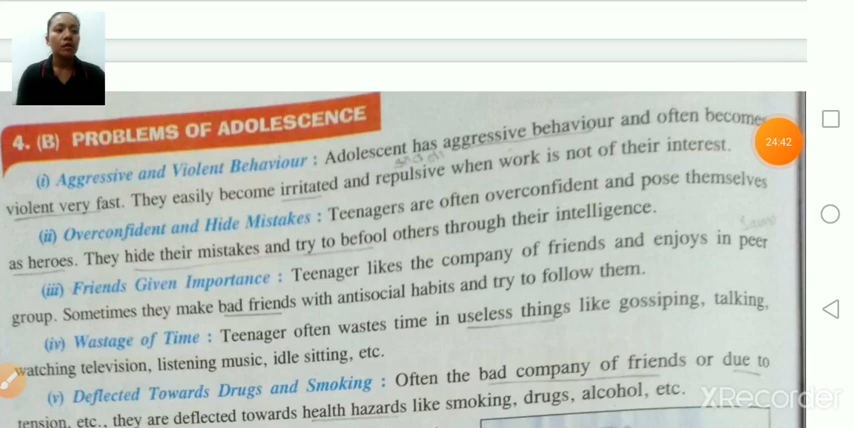 4. (B) PROBLEMS OF ADOLESCENCE
(i) Aggressive and Violent Behaviour : Adolescent has aggressive behaviour and often becomes
violent very fast. They easily become irritated and repulsive when work is not of their interest.
(ii) Overconfident and Hide Mistakes : Teenagers are often overconfident and pose themselves
as heroes. They hide their mistakes and try to befool others through their intelligence.
(iii) Friends Given Importance : Teenager likes the company of friends and enjoys in peer
group. Sometimes they make bad friends with antisocial habits and try to follow them.
(iv) Wastage of Time : Teenager often wastes time in useless things like gossiping, talking,
watching television, listening music, idle sitting, etc.
(v) Deflected Towards Drugs and Smoking : Often the bad company of friends or due to
tension, etc., they are deflected towards health hazards like smoking, drugs, alcohol, etc.
24:42
XRecorder